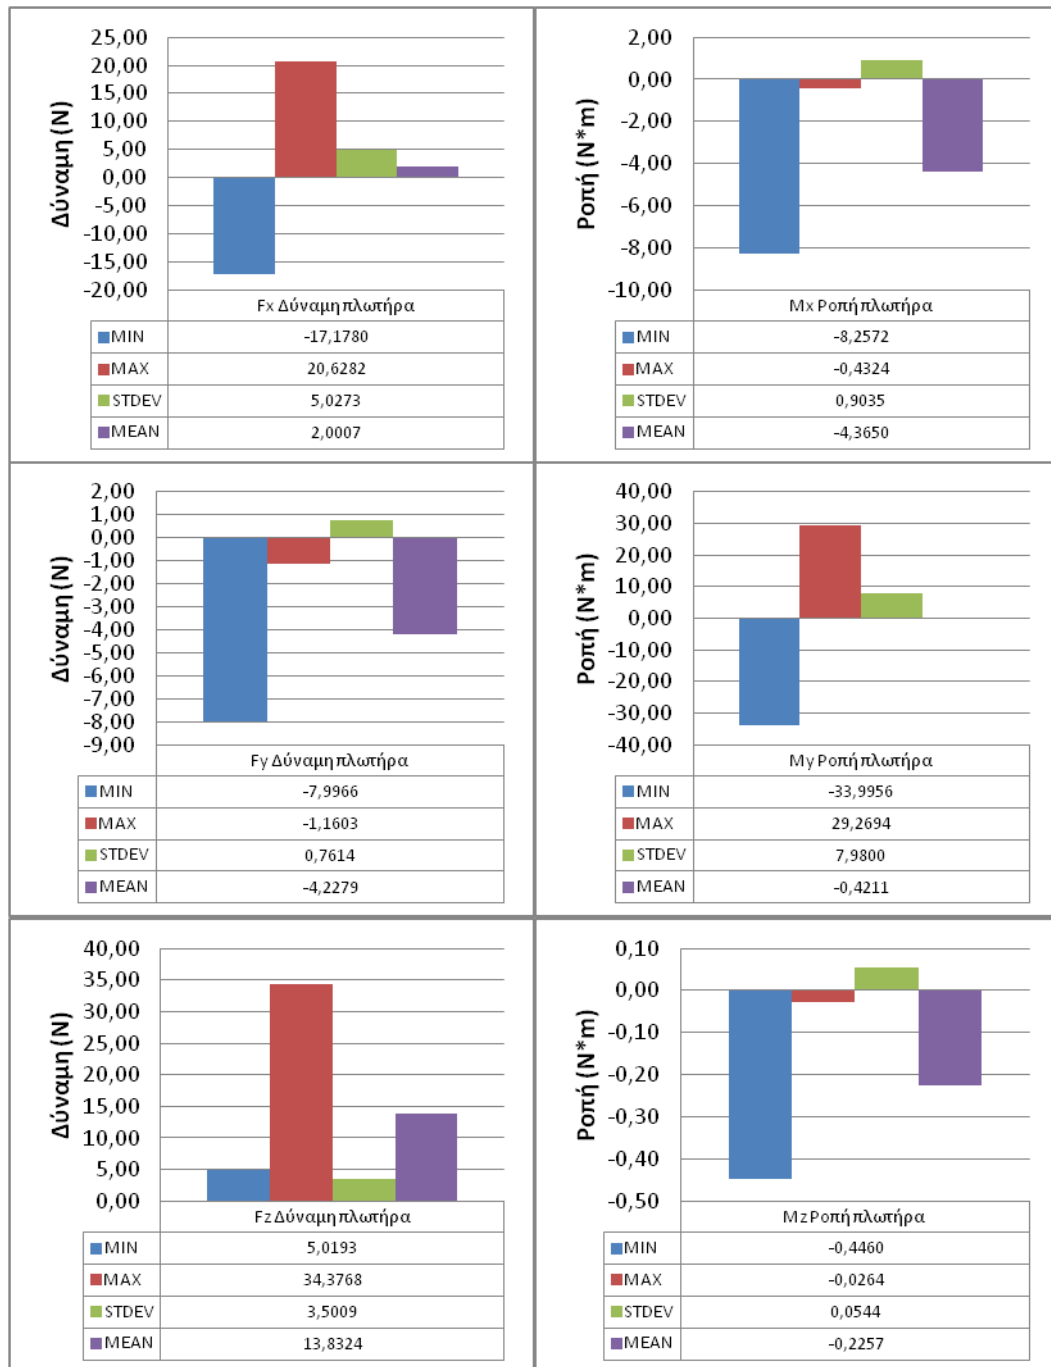 25,00
20,00
15,00
10,00
5,00
0,00
-5,00
-10,00
-15,00
-20,00
Δύναμη (N)
Fx Δύναμη πλωτήρα
MIN -17,1780
MAX 20,6282
STDEV 5,0273
MEAN 2,0007
2,00
0,00
-2,00
-4,00
-6,00
-8,00
-10,00
Ροπή (N*m)
Mx Ροπή πλωτήρα
MIN -8,2572
MAX -0,4324
STDEV 0,9035
MEAN -4,3650
2,00
1,00
0,00
-1,00
-2,00
-3,00
-4,00
-5,00
-6,00
-7,00
-8,00
-9,00
Δύναμη (N)
Fy Δύναμη πλωτήρα
MIN -7,9966
MAX -1,1603
STDEV 0,7614
MEAN -4,2279
40,00
30,00
20,00
10,00
0,00
-10,00
-20,00
-30,00
-40,00
Ροπή (N*m)
My Ροπή πλωτήρα
MIN -33,9956
MAX 29,2694
STDEV 7,9800
MEAN -0,4211
40,00
35,00
30,00
25,00
20,00
15,00
10,00
5,00
0,00
Δύναμη (N)
Fz Δύναμη πλωτήρα
MIN 5,0193
MAX 34,3768
STDEV 3,5009
MEAN 13,8324
0,10
0,00
-0,10
-0,20
-0,30
-0,40
-0,50
Ροπή (N*m)
Mz Ροπή πλωτήρα
MIN -0,4460
MAX -0,0264
STDEV 0,0544
MEAN -0,2257